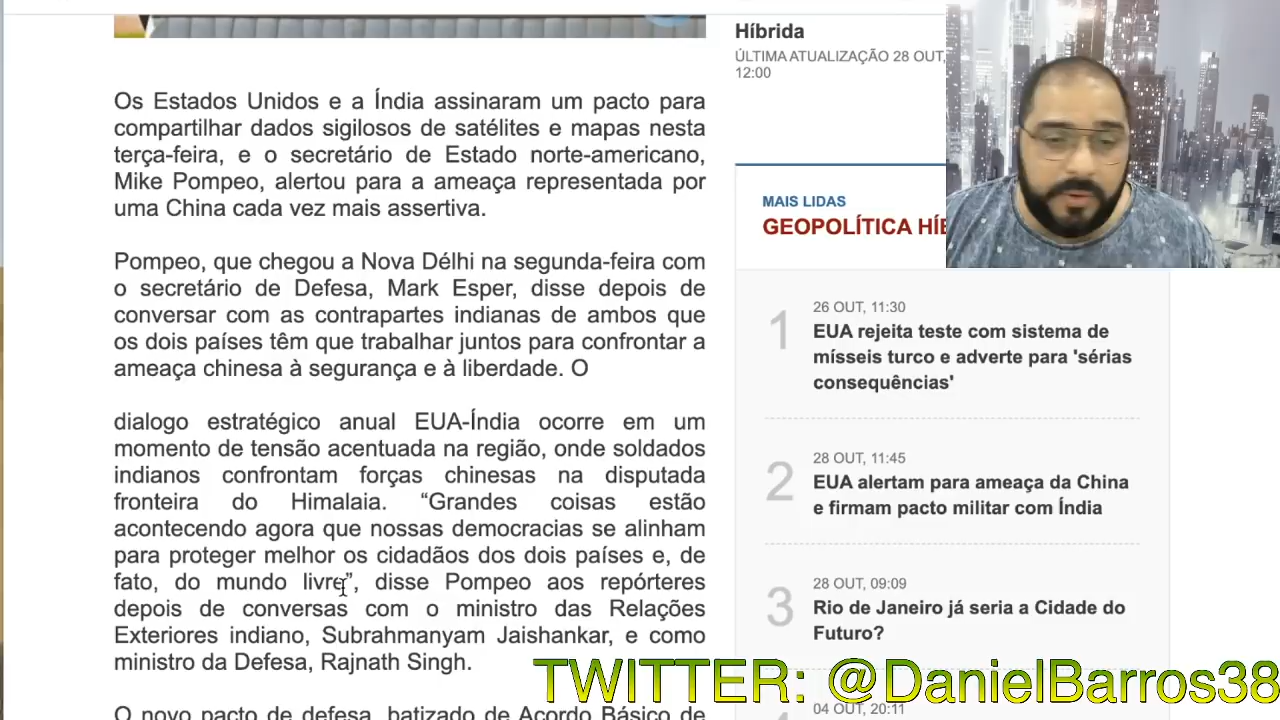 Os Estados Unidos e a Índia assinaram um pacto para
compartilhar dados sigilosos de satélites e mapas nesta
terça-feira, e o secretário de Estado norte-americano,
Mike Pompeo, alertou para a ameaça representada por
uma China cada vez mais assertiva.
Pompeo, que chegou a Nova Délhi na segunda-feira com
o secretário de Defesa, Mark Esper, disse depois de
conversar com as contrapartes indianas de ambos que
os dois países têm que trabalhar juntos para confrontar a
ameaça chinesa à segurança e à liberdade. O
dialogo estratégico anual EUA-Índia ocorre em um
momento de tensão acentuada na região, onde soldados
indianos confrontam forças chinesas na disputada
fronteira do Himalaia. “Grandes coisas estão
acontecendo agora que nossas democracias se alinham
para proteger melhor os cidadãos dos dois países e, de
fato, do mundo livre”, disse Pompeo aos repórteres
depois de conversas com o ministro das Relações
Exteriores indiano, Subrahmanyam Jaishankar, e como
ministro da Defesa, Rajnath Singh.
O novo pacto de defesa, batizado de Acordo Básico de
Híbrida
ÚLTIMA ATUALIZAÇÃO 28 OUT,
12:00
MAIS LIDAS
GEOPOLÍTICA HÍB
1
26 OUT, 11:30
EUA rejeita teste com sistema de
mísseis turco e adverte para 'sérias
consequências'
2
28 OUT, 11:45
EUA alertam para ameaça da China
e firmam pacto militar com Índia
3
28 OUT, 09:09
Rio de Janeiro já seria a Cidade do
Futuro?
TWITTER: @DanielBarros38
04 OUT, 20:11